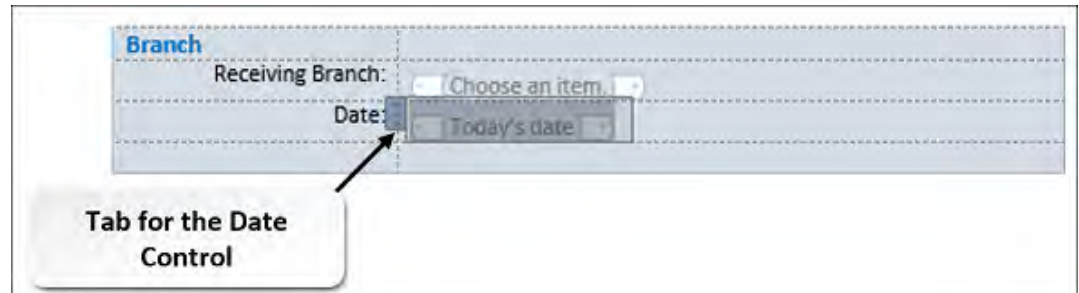 Branch
Receiving Branch:
Choose an item.
Date:
Today's date
Tab for the Date
Control